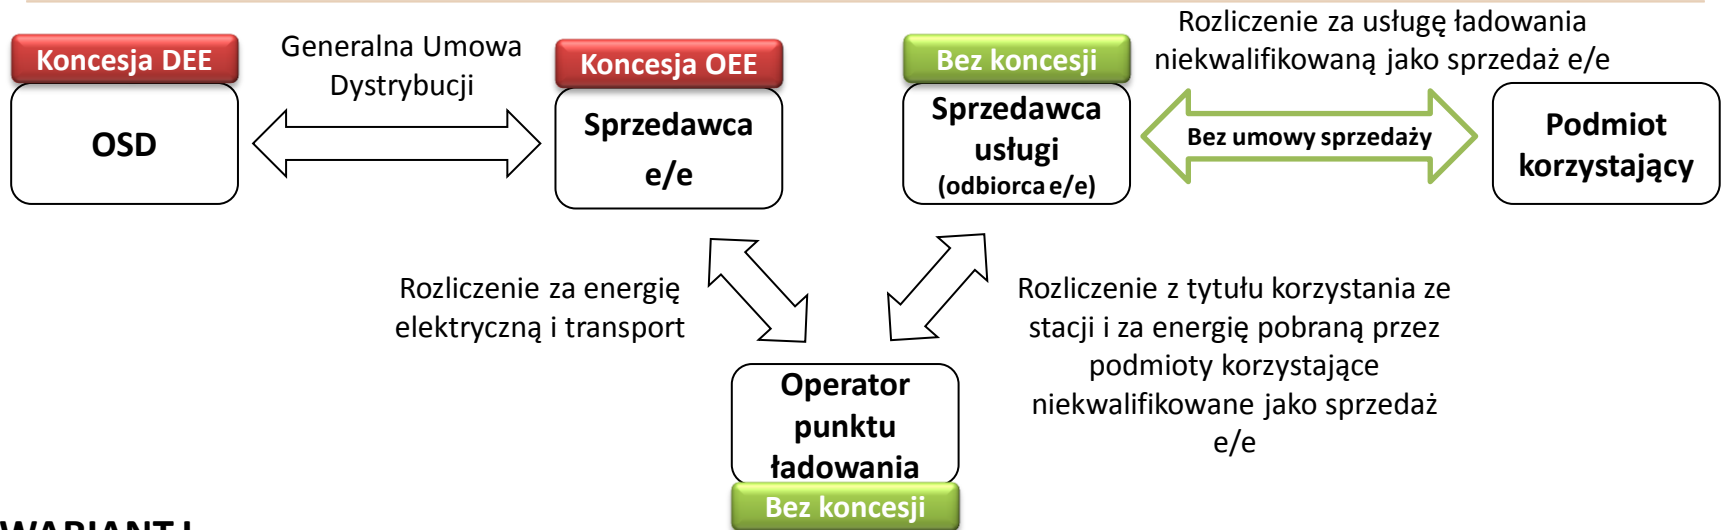 Koncesja DEE
OSD
Generalna Umowa
Dystrybucji
Koncesja OEE
Sprzedawca
e/e
Bez koncesji
Sprzedawca
usługi
(odbiorca e/e)
Rozliczenie za usługę ładowania
niekwalifikowaną jako sprzedaż e/e
Bez umowy sprzedaży
Podmiot
korzystający
Rozliczenie za energię
elektryczną i transport
Rozliczenie z tytułu korzystania ze
stacji i za energię pobraną przez
podmioty korzystające
niekwalifikowane jako sprzedaż
e/e
Operator
punktu
ładowania
Bez koncesji
WARIANT I